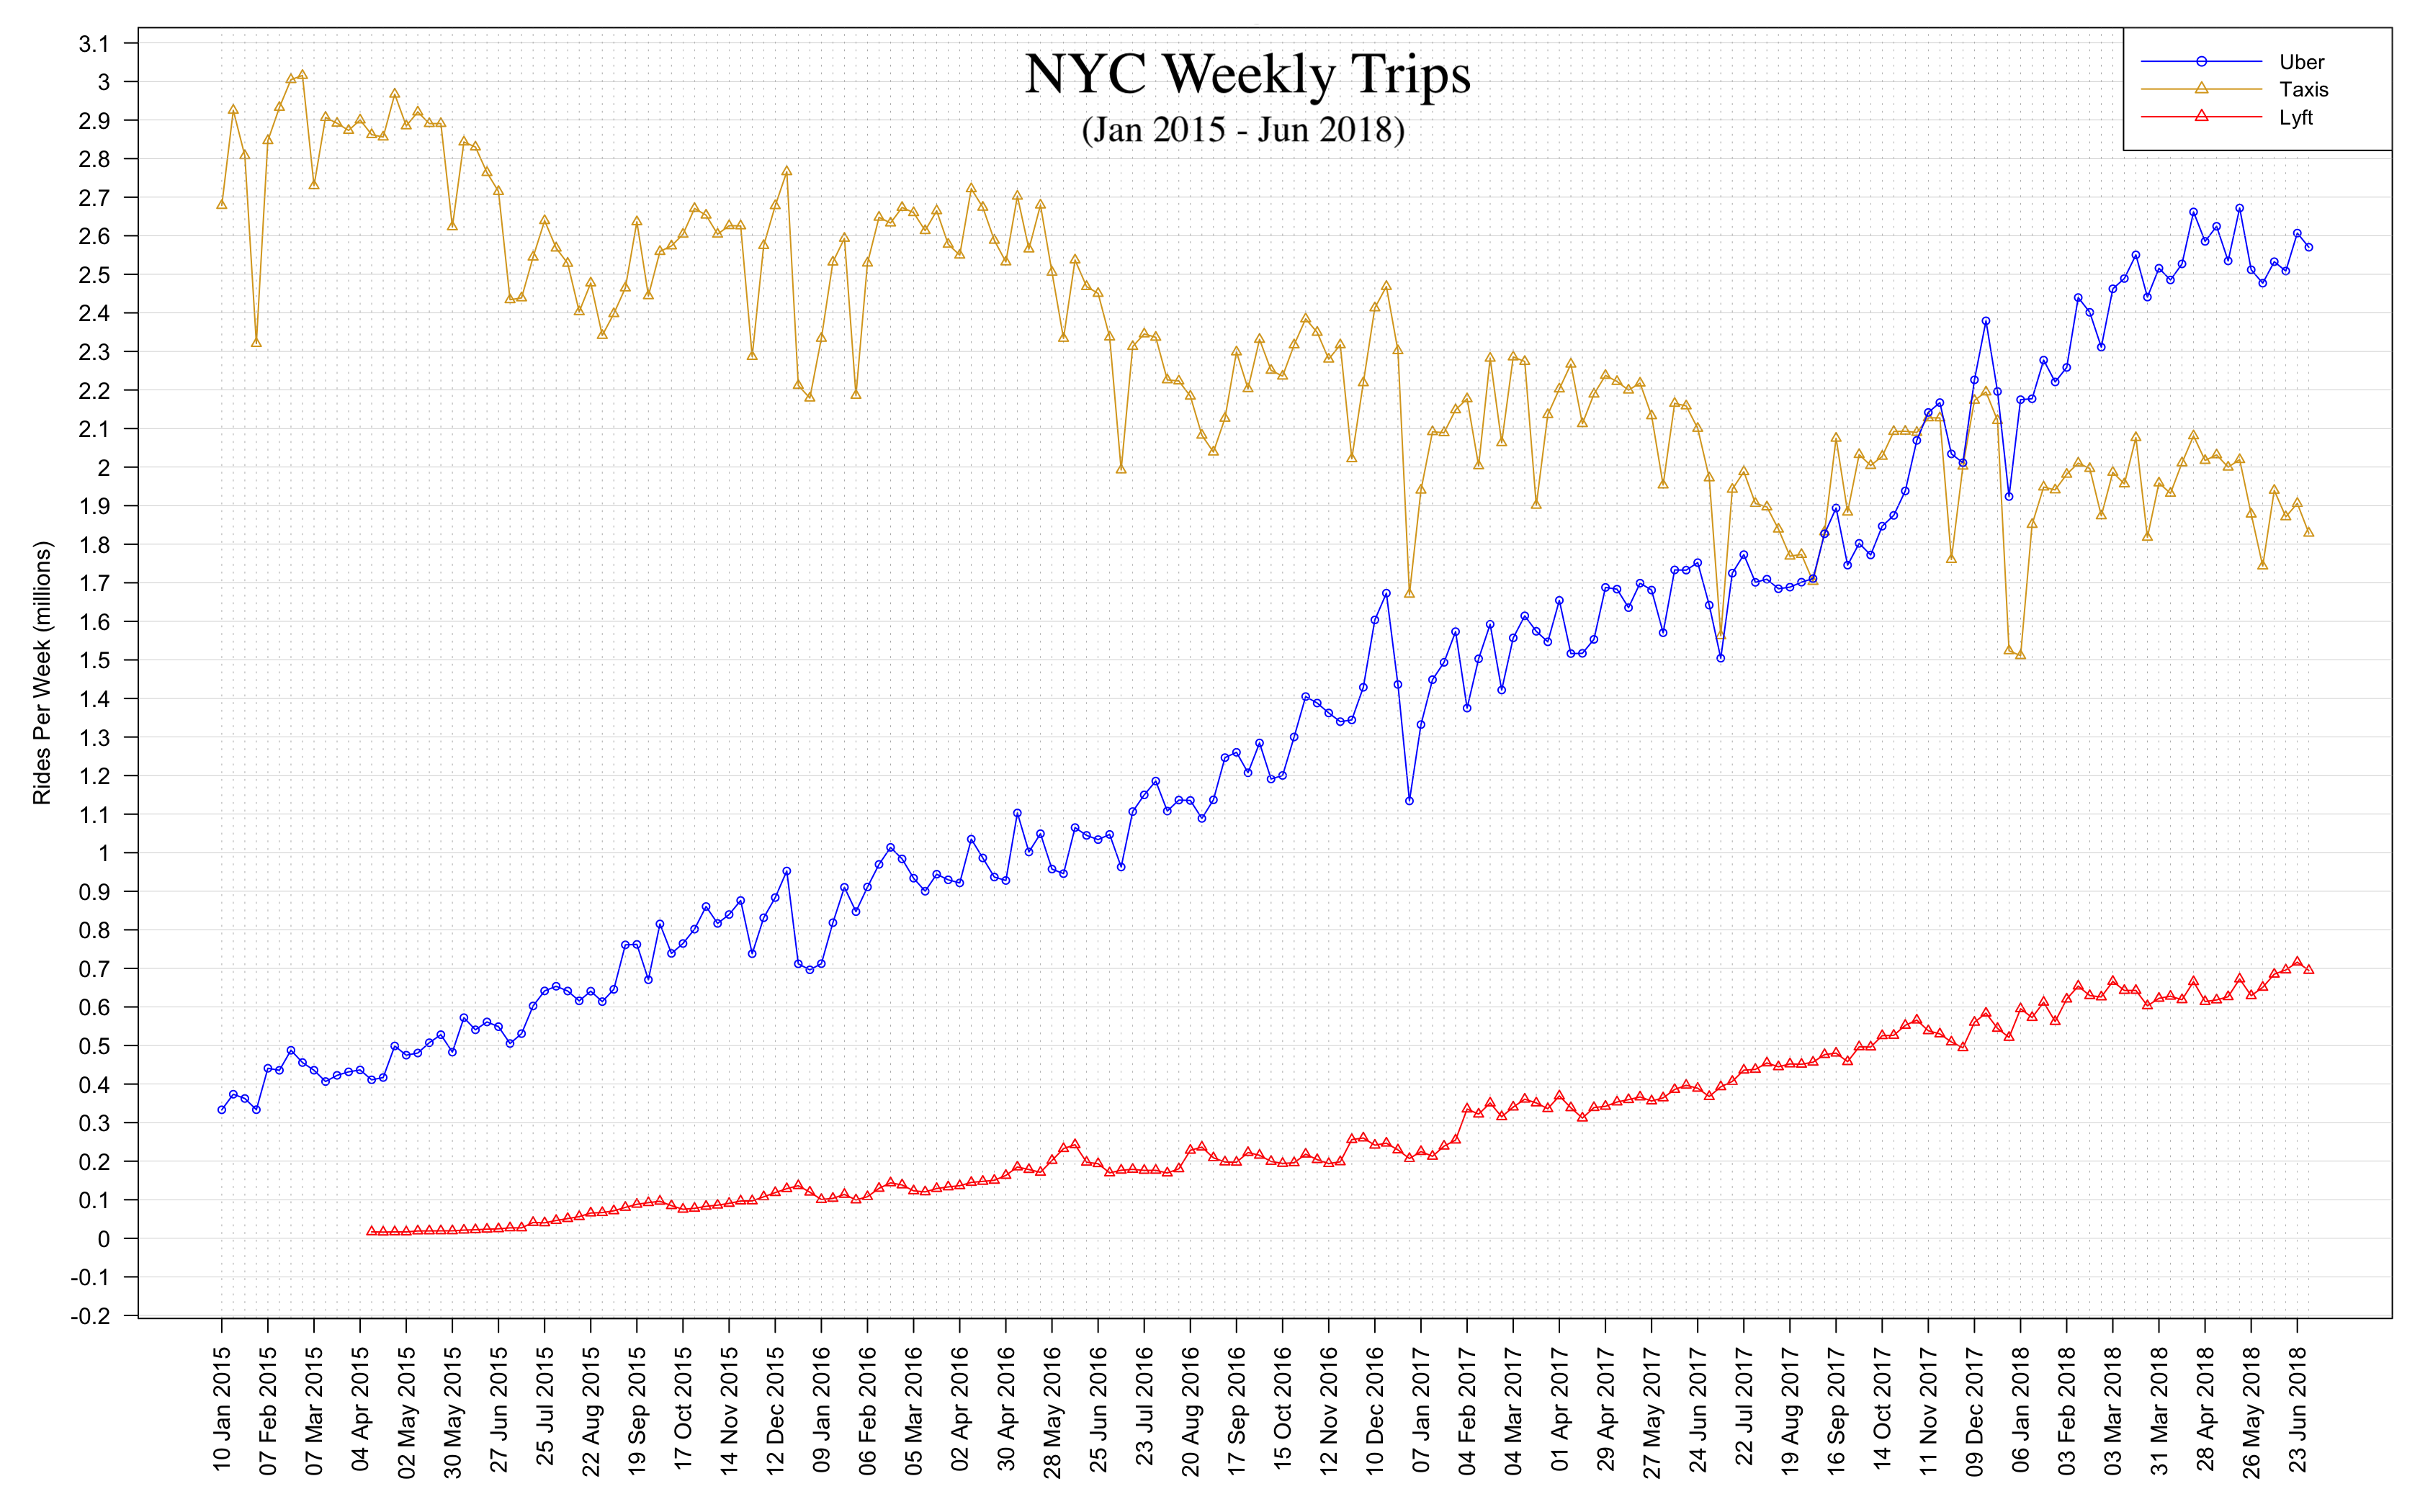 NYC Weekly Trips
(Jan 2015 - Jun 2018)
Uber
Taxis
Lyft
Rides Per Week (millions)
3.1
3
2.9
2.8
2.7
2.6
2.5
2.4
2.3
2.2
2.1
2
1.9
1.8
1.7
1.6
1.5
1.4
1.3
1.2
1.1
1
0.9
0.8
0.7
0.6
0.5
0.4
0.3
0.2
0.1
0
-0.1
-0.2
10 Jan 2015
07 Feb 2015
07 Mar 2015
04 Apr 2015
02 May 2015
30 May 2015
27 Jun 2015
25 Jul 2015
22 Aug 2015
19 Sep 2015
17 Oct 2015
14 Nov 2015
12 Dec 2015
09 Jan 2016
06 Feb 2016
05 Mar 2016
02 Apr 2016
30 Apr 2016
28 May 2016
25 Jun 2016
23 Jul 2016
20 Aug 2016
17 Sep 2016
15 Oct 2016
12 Nov 2016
10 Dec 2016
07 Jan 2017
04 Feb 2017
04 Mar 2017
01 Apr 2017
29 Apr 2017
27 May 2017
24 Jun 2017
22 Jul 2017
19 Aug 2017
16 Sep 2017
14 Oct 2017
11 Nov 2017
09 Dec 2017
06 Jan 2018
03 Feb 2018
03 Mar 2018
31 Mar 2018
28 Apr 2018
26 May 2018
23 Jun 2018